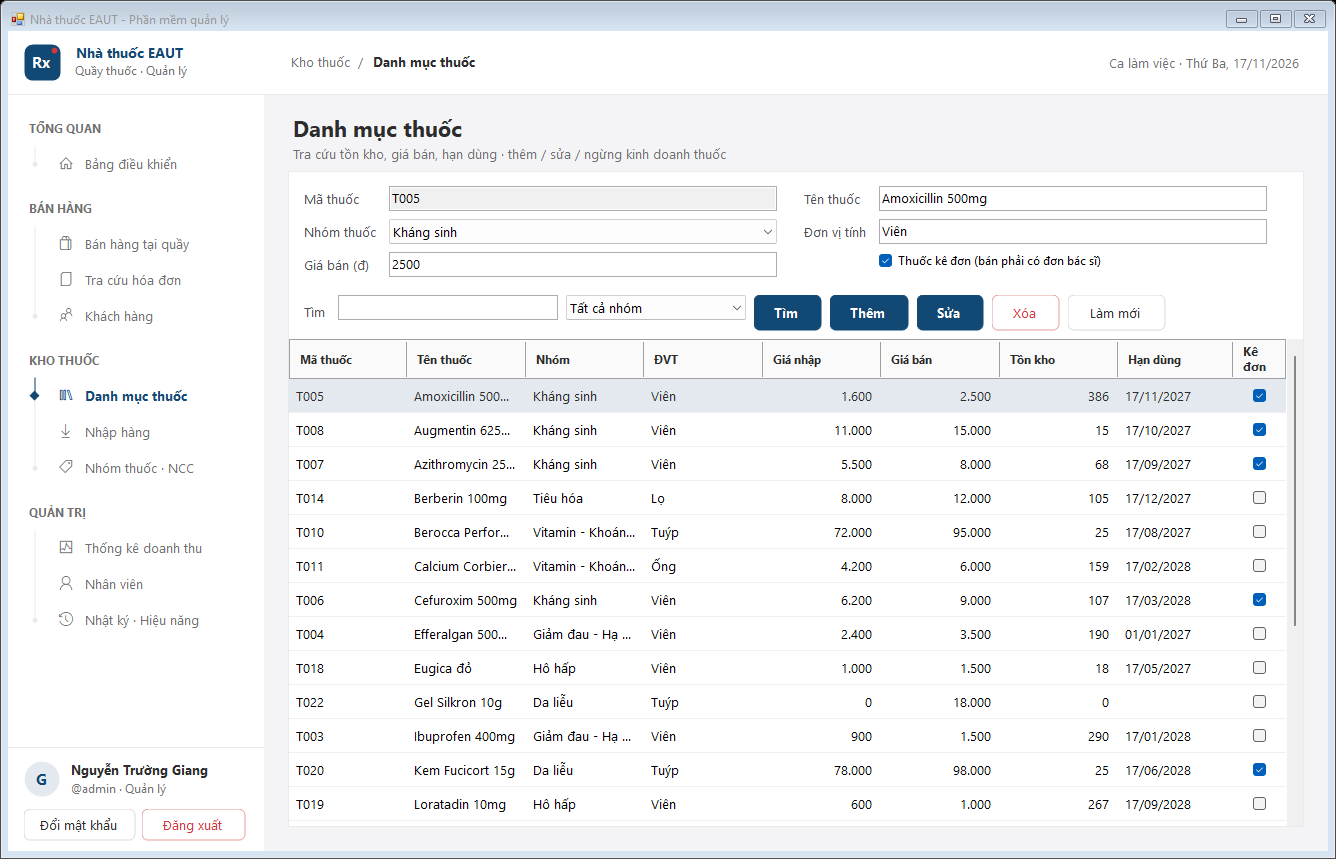 Nhà thuốc EAUT - Phần mềm quản lý
Rx
Nhà thuốc EAUT
Quầy thuốc · Quản lý
Kho thuốc / Danh mục thuốc
Ca làm việc · Thứ Ba, 17/11/2026
TỔNG QUAN
Bảng điều khiển
BÁN HÀNG
Bán hàng tại quầy
Tra cứu hóa đơn
Khách hàng
KHO THUỐC
Danh mục thuốc
Nhập hàng
Nhóm thuốc · NCC
QUẢN TRỊ
Thống kê doanh thu
Nhân viên
Nhật ký · Hiệu năng
G
Nguyễn Trường Giang
@admin · Quản lý
Đổi mật khẩu Đăng xuất
Danh mục thuốc
Tra cứu tồn kho, giá bán, hạn dùng · thêm / sửa / ngừng kinh doanh thuốc
Mã thuốc T005 Tên thuốc Amoxicillin 500mg
Nhóm thuốc Kháng sinh Đơn vị tính Viên
Giá bán (đ) 2500 Thuốc kê đơn (bán phải có đơn bác sĩ)
Tìm Tất cả nhóm Tìm Thêm Sửa Xóa Làm mới
Mã thuốc Tên thuốc Nhóm ĐVT Giá nhập Giá bán Tồn kho Hạn dùng Kê đơn
T005 Amoxicillin 500... Kháng sinh Viên 1.600 2.500 386 17/11/2027
T008 Augmentin 625... Kháng sinh Viên 11.000 15.000 15 17/10/2027
T007 Azithromycin 25... Kháng sinh Viên 5.500 8.000 68 17/09/2027
T014 Berberin 100mg Tiêu hóa Lọ 8.000 12.000 105 17/12/2027
T010 Berocca Perfor... Vitamin - Khoán... Tuýp 72.000 95.000 25 17/08/2027
T011 Calcium Corbier... Vitamin - Khoán... Ống 4.200 6.000 159 17/02/2028
T006 Cefuroxim 500mg Kháng sinh Viên 6.200 9.000 107 17/03/2028
T004 Efferalgan 500... Giảm đau - Hạ ... Viên 2.400 3.500 190 01/01/2027
T018 Eugica đỏ Hô hấp Viên 1.000 1.500 18 17/05/2027
T022 Gel Silkron 10g Da liễu Tuýp 0 18.000 0
T003 Ibuprofen 400mg Giảm đau - Hạ ... Viên 900 1.500 290 17/01/2028
T020 Kem Fucicort 15g Da liễu Tuýp 78.000 98.000 25 17/06/2028
T019 Loratadin 10mg Hô hấp Viên 600 1.000 267 17/09/2028